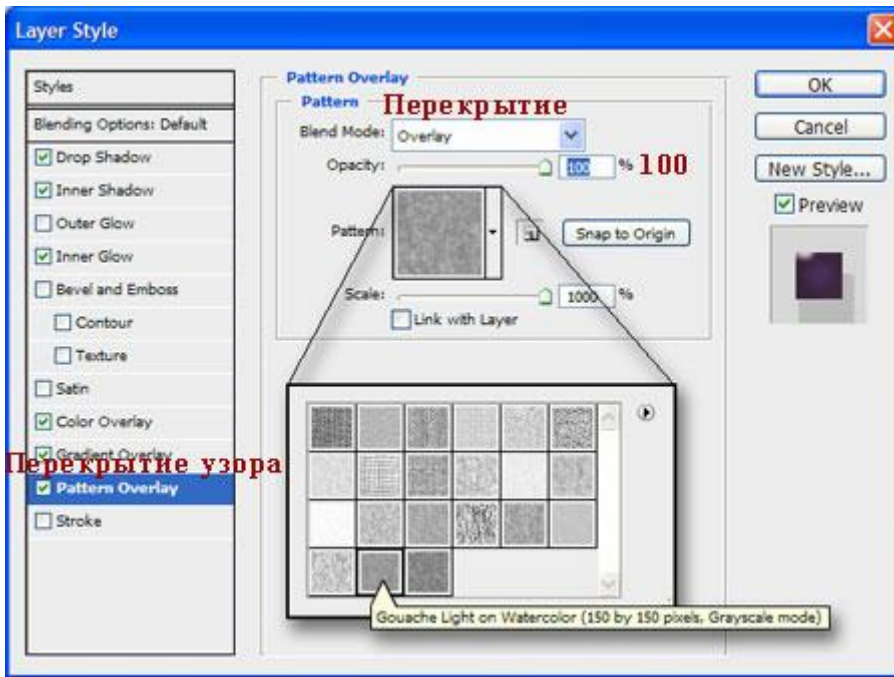 Layer Style
Styles
Blending Options: Default
Drop Shadow
Inner Shadow
Outer Glow
Inner Glow
Bevel and Emboss
Contour
Texture
Satin
Color Overlay
Gradient Overlay
Перекрытие узора
Pattern Overlay
Stroke
Pattern Overlay
Pattern
Перекрытие
Blend Mode: Overlay
Opacity: 100 % 100
Pattern: Snap to Origin
Scale: 1000 %
Link with Layer
Gouache Light on Watercolor (150 by 150 pixels, Grayscale mode)
OK
Cancel
New Style...
Preview